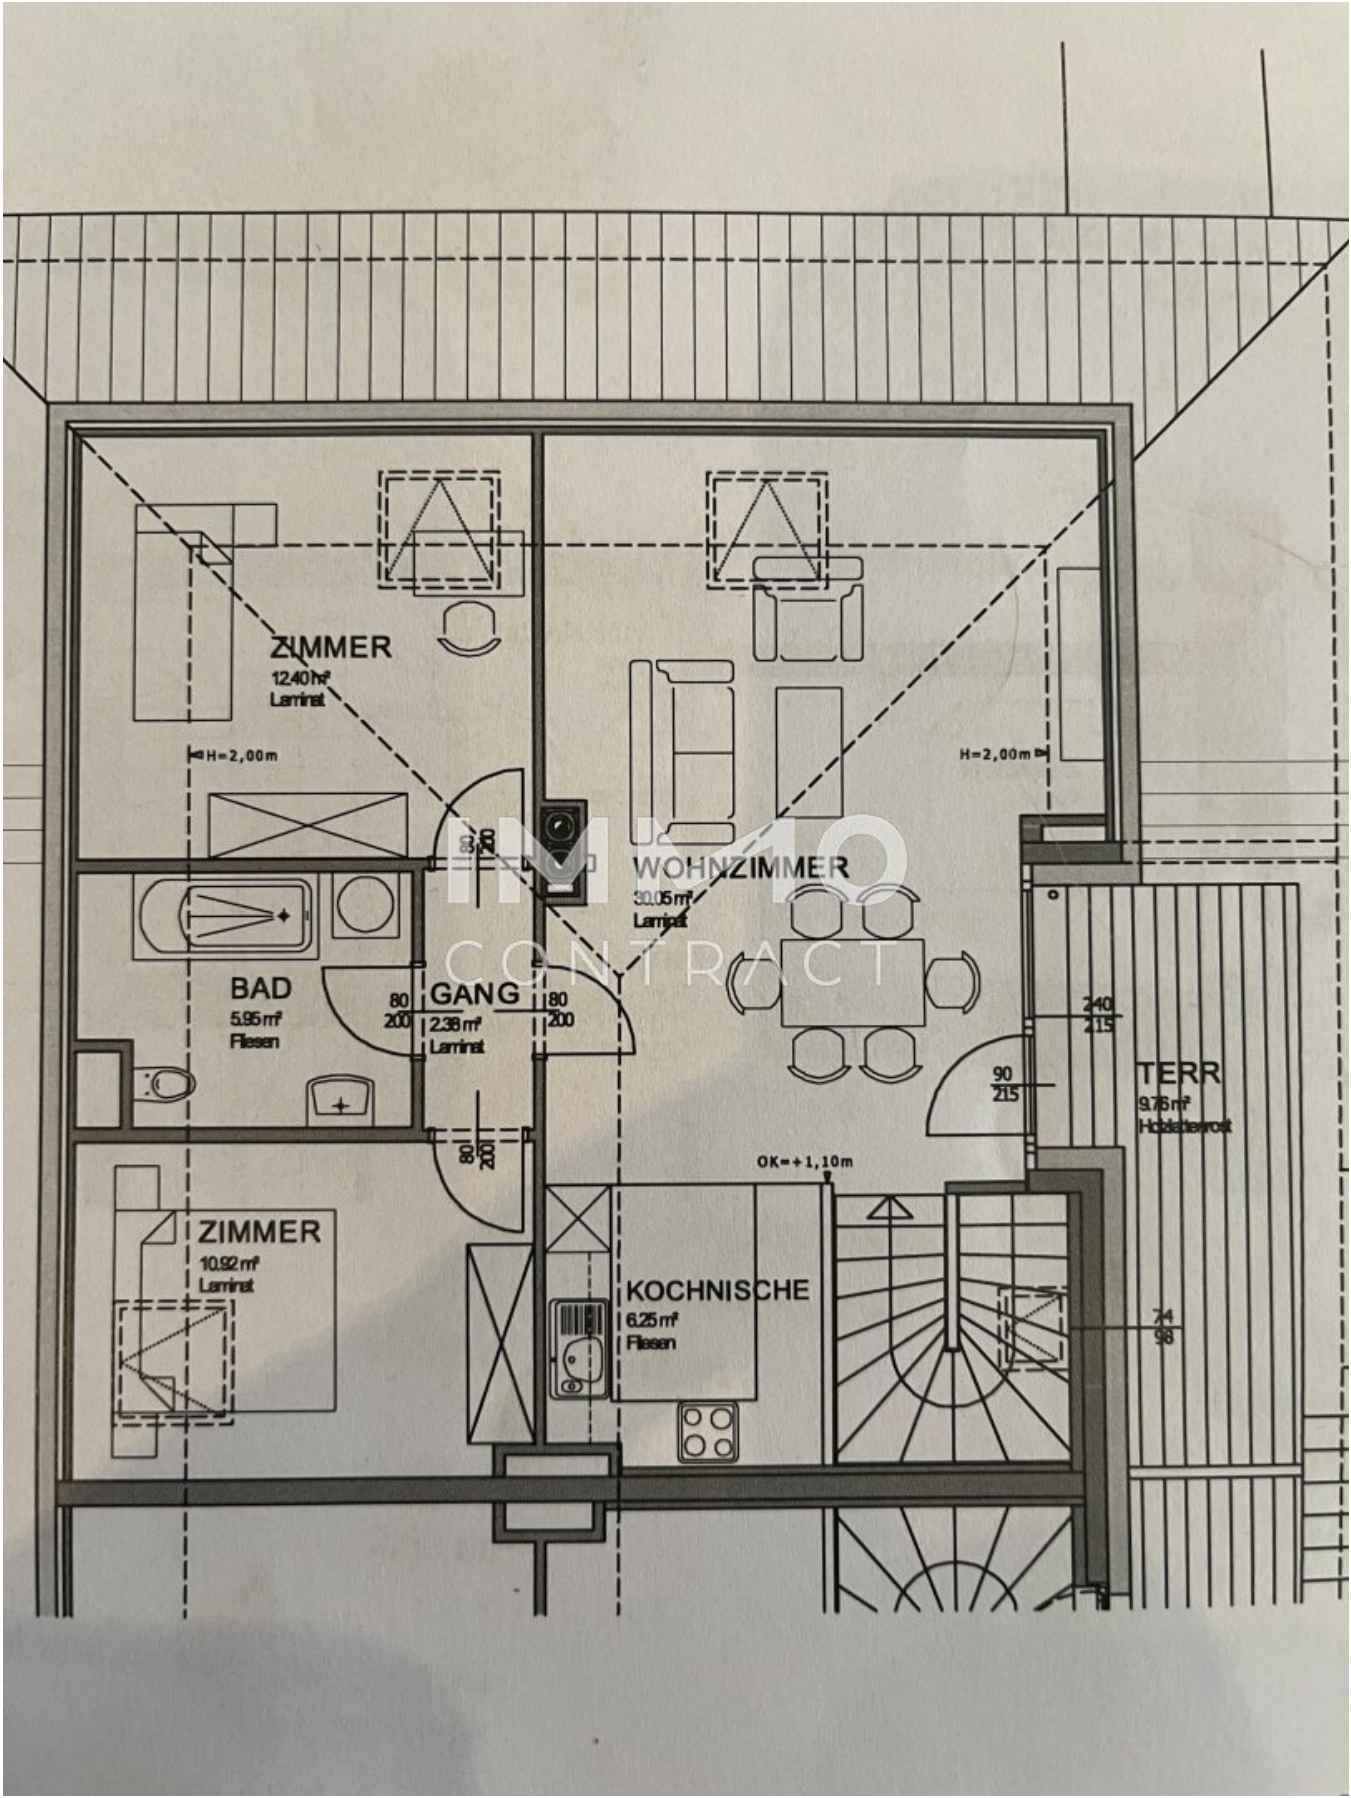 ZIMMER
12.40 m²
Laminat
H=2,00m
H=2,00m
80
200
IMMO
CONTRACT
WOHNZIMMER
30.05 m²
Laminat
BAD
5.95 m²
Fliesen
80
200
GANG
2.38 m²
Laminat
80
200
240
215
90
215
TERR
9.76 m²
Holzlattenrost
80
200
OK=+1,10m
ZIMMER
10.92 m²
Laminat
KOCHNISCHE
6.25 m²
Fliesen
74
98